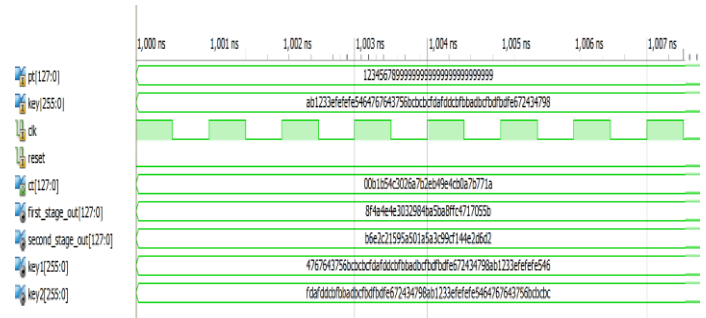 1,000 ns 1,001 ns 1,002 ns 1,003 ns 1,004 ns 1,005 ns 1,006 ns 1,007 ns
pt[127:0]
key[255:0] ab1233efefefe5464767643756bcbcbcfdafddcbfbbadbcfbdfbdfe672434798
clk
reset
ct[127:0] 00b1b54c3026a7b2eb49e4cb0a7b771a
first_stage_out[127:0] 8f4a4e4e3032984ba5ba8ffc4717055b
second_stage_out[127:0] b6e2c21595a501a5a3c99cf144e2d6d2
key1[255:0] 4767643756bcbcbcfdafddcbfbbadbcfbdfbdfe672434798ab1233efefefe546
key2[255:0] fdafddcbfbbadbcfbdfbdfe672434798ab1233efefefe5464767643756bcbcbc